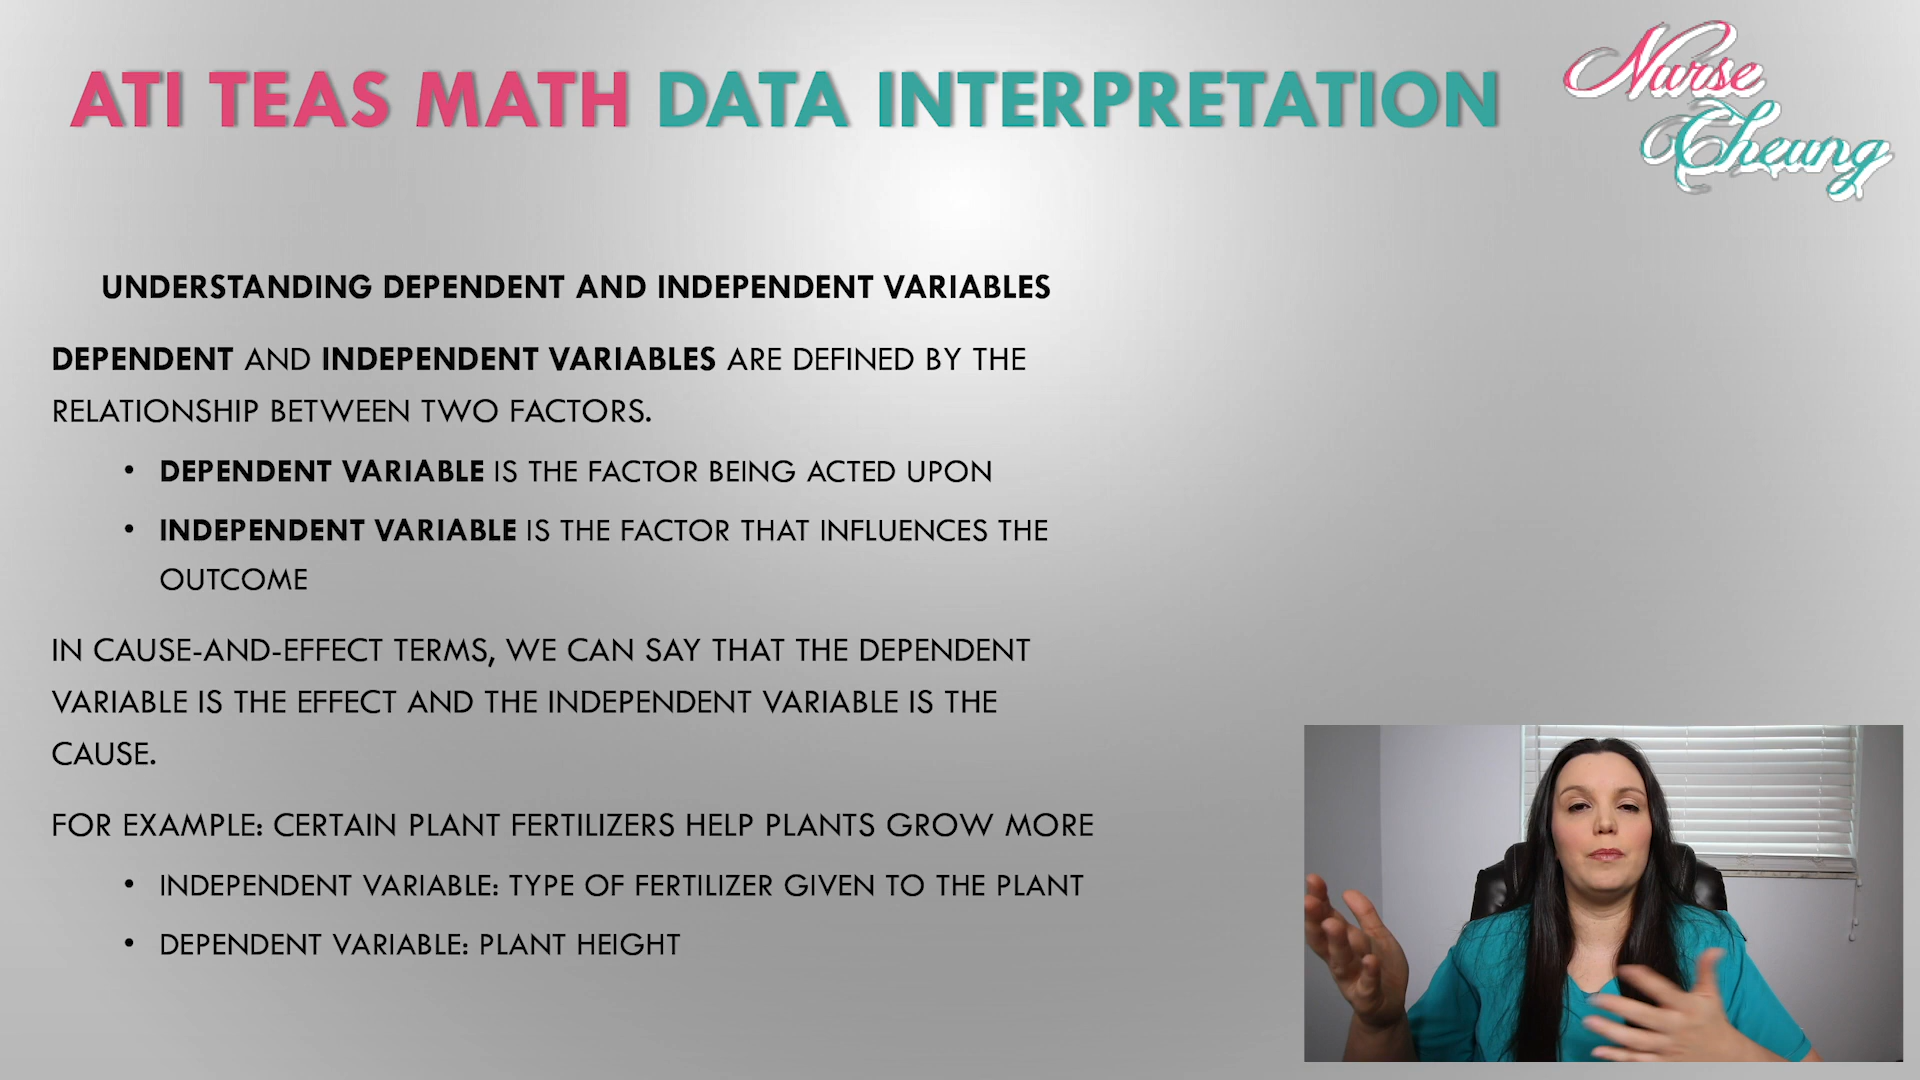 ATI TEAS MATH DATA INTERPRETATION
Nurse
Cheung
UNDERSTANDING DEPENDENT AND INDEPENDENT VARIABLES
DEPENDENT AND INDEPENDENT VARIABLES ARE DEFINED BY THE
RELATIONSHIP BETWEEN TWO FACTORS.
• DEPENDENT VARIABLE IS THE FACTOR BEING ACTED UPON
• INDEPENDENT VARIABLE IS THE FACTOR THAT INFLUENCES THE
OUTCOME
IN CAUSE-AND-EFFECT TERMS, WE CAN SAY THAT THE DEPENDENT
VARIABLE IS THE EFFECT AND THE INDEPENDENT VARIABLE IS THE
CAUSE.
FOR EXAMPLE: CERTAIN PLANT FERTILIZERS HELP PLANTS GROW MORE
• INDEPENDENT VARIABLE: TYPE OF FERTILIZER GIVEN TO THE PLANT
• DEPENDENT VARIABLE: PLANT HEIGHT